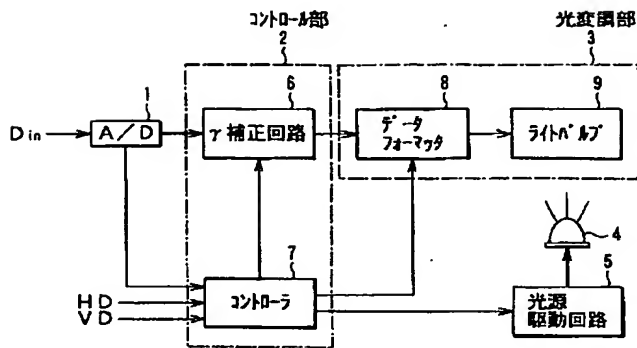 コントロール部
2
光変調部
3
1
6
8
9
Din
A/D
γ補正回路
データ
フォーマッタ
ライトバルブ
4
7
5
HD
VD
コントローラ
光源
駆動回路